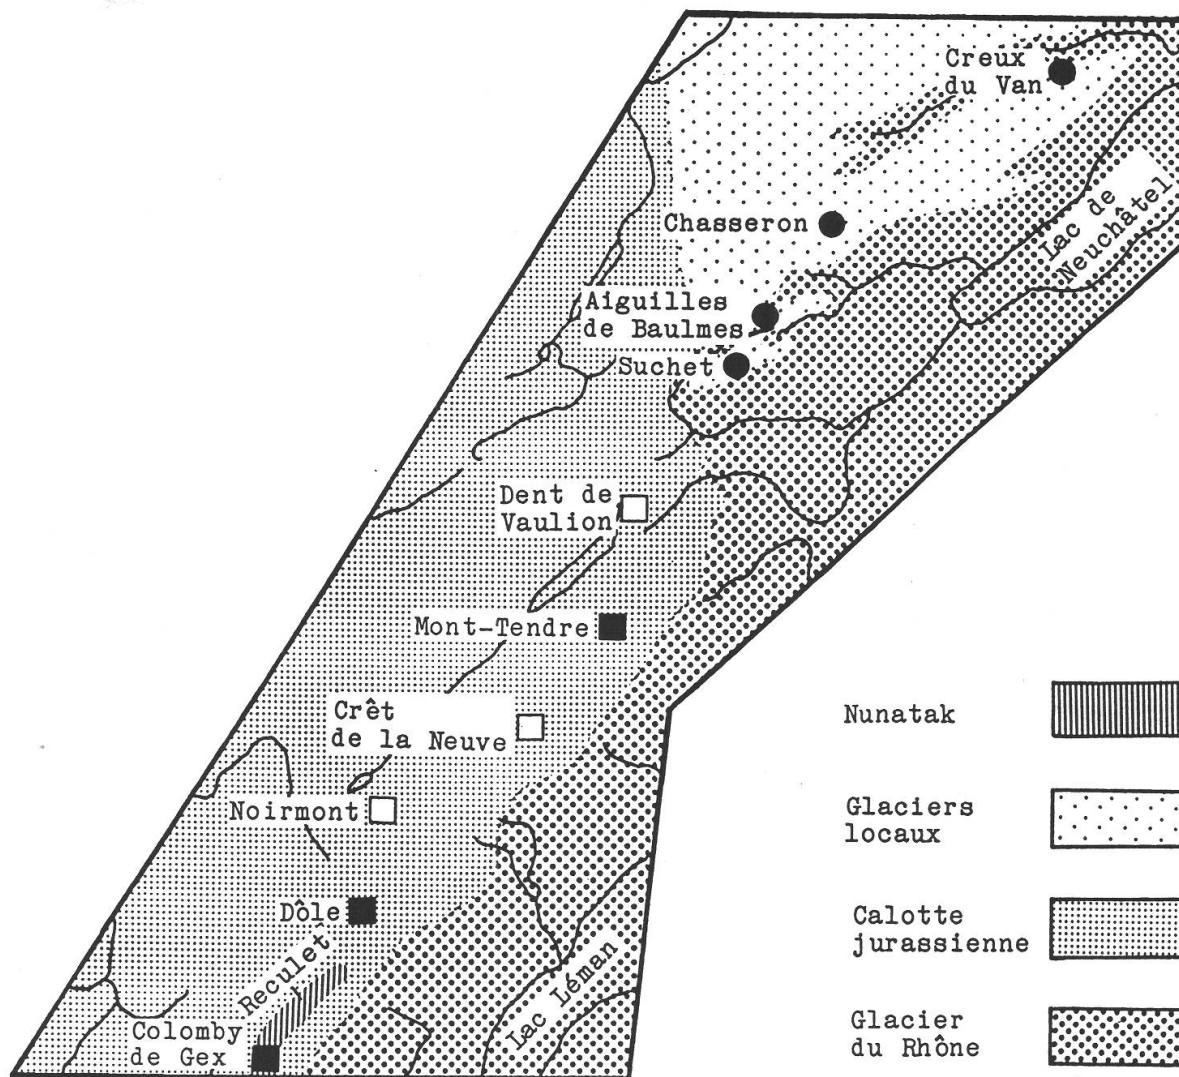 Creux
du Van
Chasseron
Lac de
Neuchâtel
Aiguilles
de Baulmes
Suchet
Dent de
Vaulion
Mont-Tendre
Crêt
de la Neuve
Noirmont
Dôle
Reculet
Colomby
de Gex
Lac Léman
Nunatak
Glaciers
locaux
Calotte
jurassienne
Glacier
du Rhône